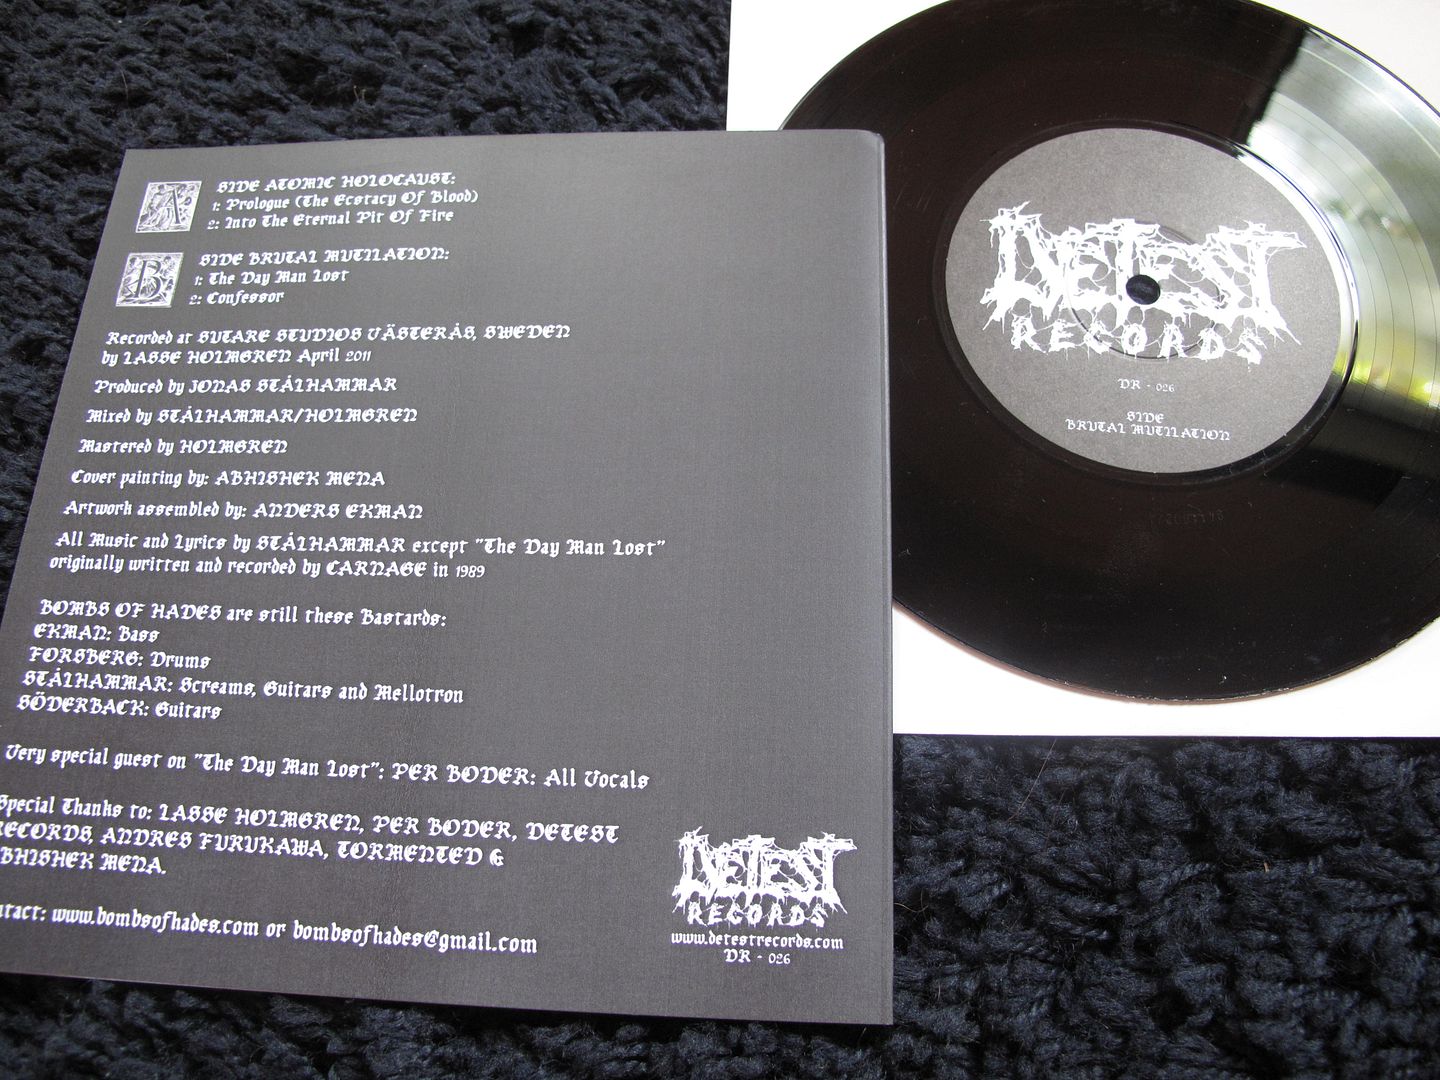 A
SIDE ATOMIC HOLOCAUST:
1: Prologue (The Ecstacy Of Blood)
2: Into The Eternal Pit Of Fire
B
SIDE BRUTAL MUTILATION:
1: The Day Man Lost
2: Confessor
Recorded at SUTARE STUDIOS VÄSTERÅS, SWEDEN
by LASSE HOLMGREN April 2011
Produced by JONAS STÅLHAMMAR
Mixed by STÅLHAMMAR/HOLMGREN
Mastered by HOLMGREN
Cover painting by: ABHISHEK MENA
Artwork assembled by: ANDERS EKMAN
All Music and Lyrics by STÅLHAMMAR except "The Day Man Lost"
originally written and recorded by CARNAGE in 1989
BOMBS OF HADES are still these Bastards:
EKMAN: Bass
FORSBERG: Drums
STÅLHAMMAR: Screams, Guitars and Mellotron
SÖDERBACK: Guitars
Very special guest on "The Day Man Lost": PER BODER: All Vocals
Special Thanks to: LASSE HOLMGREN, PER BODER, DETEST
RECORDS, ANDRES FURUKAWA, TORMENTED &
ABHISHEK MENA.
ntact: www.bombsofhades.com or bombsofhades@gmail.com
DETEST
RECORDS
www.detestrecords.com
DR - 026
DETEST
RECORDS
DR - 026
SIDE
BRUTAL MUTILATION